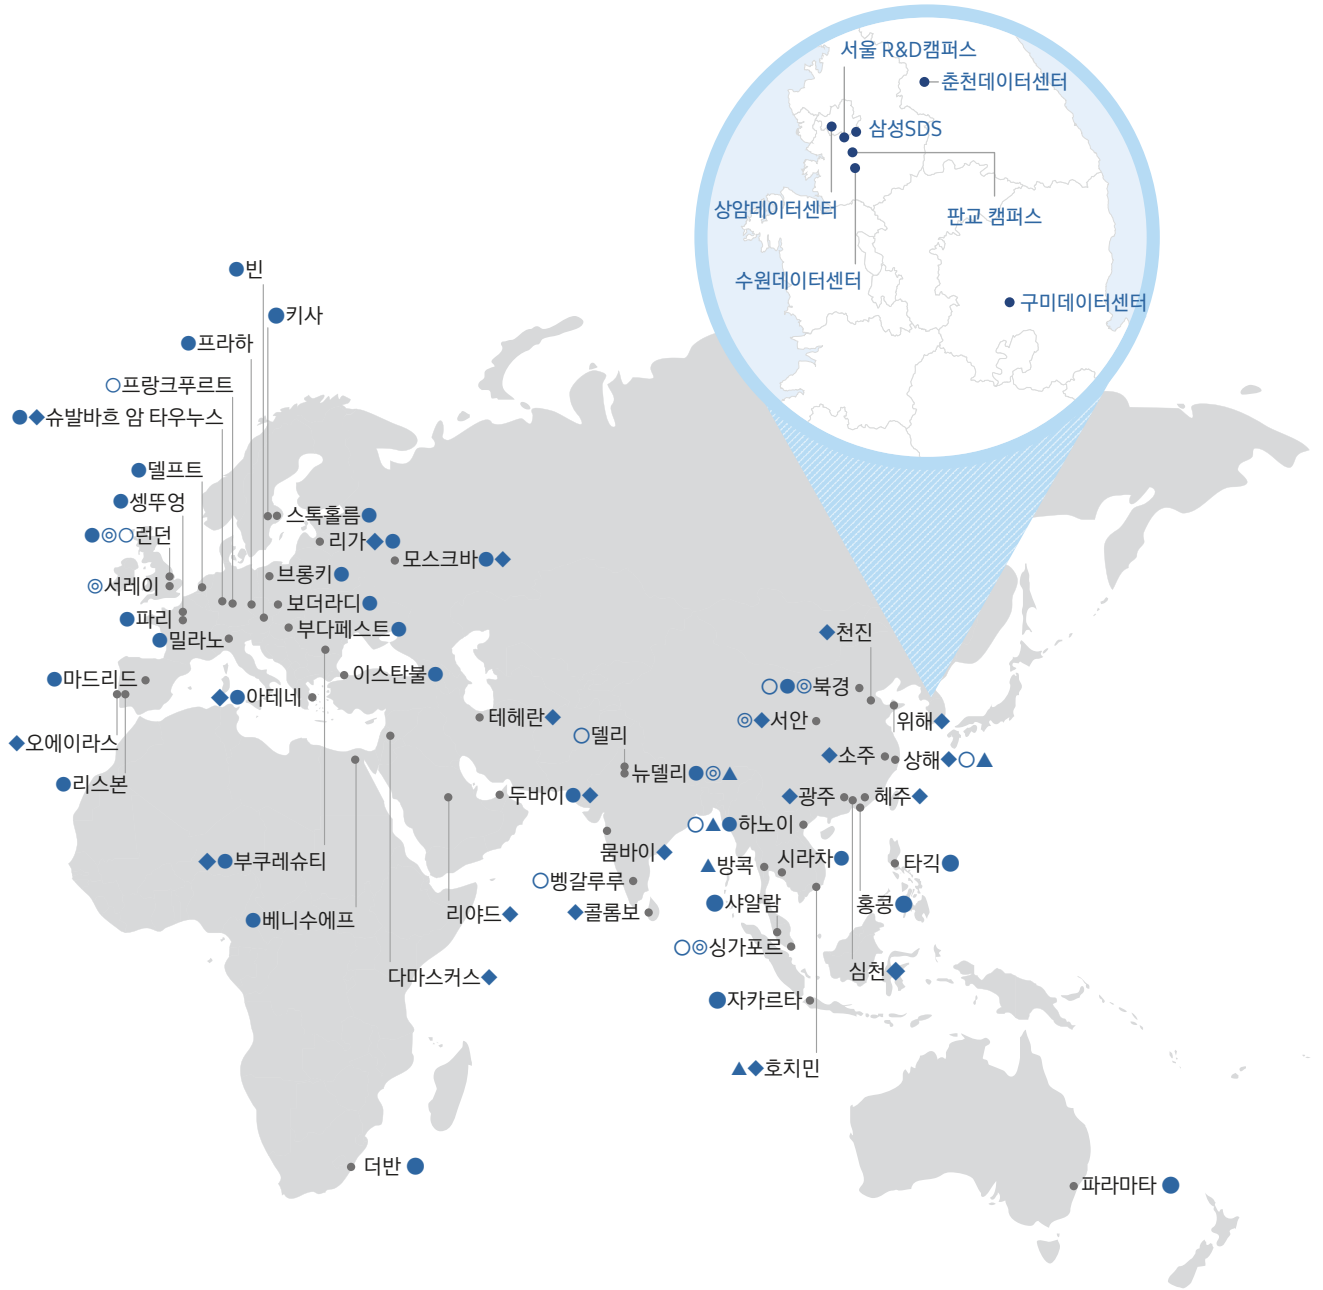 서울 R&D캠퍼스
춘천데이터센터
삼성SDS
상암데이터센터
판교 캠퍼스
수원데이터센터
구미데이터센터
빈
키사
프라하
프랑크푸르트
슈발바흐 암 타우누스
델프트
셍뚜엉
런던
서레이
파리
밀라노
마드리드
오에이라스
리스본
스톡홀름
리가
모스크바
브롱키
보더라디
부다페스트
이스탄불
아테네
테헤란
델리
뉴델리
두바이
뭄바이
벵갈루루
콜롬보
부쿠레슈티
베니수에프
리야드
다마스커스
더반
천진
북경
서안
위해
소주
상해
광주
혜주
하노이
방콕
시라차
타긱
샤알람
홍콩
싱가포르
심천
자카르타
호치민
파라마타